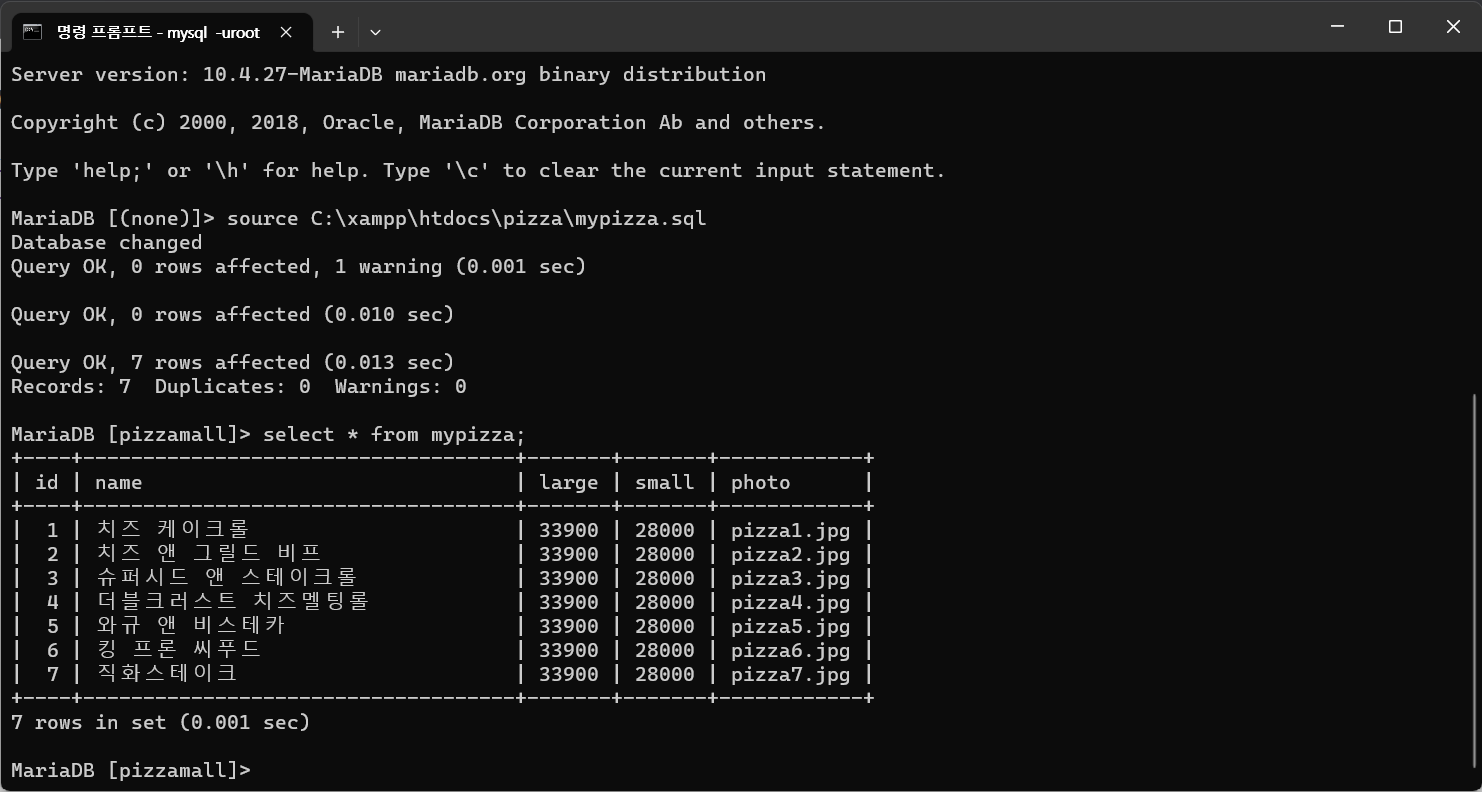 명령 프롬프트 - mysql -uroot
Server version: 10.4.27-MariaDB mariadb.org binary distribution
Copyright (c) 2000, 2018, Oracle, MariaDB Corporation Ab and others.
Type 'help;' or '\h' for help. Type '\c' to clear the current input statement.
MariaDB [(none)]> source C:\xampp\htdocs\pizza\mypizza.sql
Database changed
Query OK, 0 rows affected, 1 warning (0.001 sec)
Query OK, 0 rows affected (0.010 sec)
Query OK, 7 rows affected (0.013 sec)
Records: 7  Duplicates: 0  Warnings: 0
MariaDB [pizzamall]> select * from mypizza;
+----+------------------------------------+-------+-------+------------+
| id | name                               | large | small | photo      |
+----+------------------------------------+-------+-------+------------+
|  1 | 치즈 케이크롤 | 33900 | 28000 | pizza1.jpg |
|  2 | 치즈 앤 그릴드 비프 | 33900 | 28000 | pizza2.jpg |
|  3 | 슈퍼시드 앤 스테이크롤 | 33900 | 28000 | pizza3.jpg |
|  4 | 더블크러스트 치즈멜팅롤 | 33900 | 28000 | pizza4.jpg |
|  5 | 와규 앤 비스테카 | 33900 | 28000 | pizza5.jpg |
|  6 | 킹 프론 씨푸드 | 33900 | 28000 | pizza6.jpg |
|  7 | 직화스테이크 | 33900 | 28000 | pizza7.jpg |
+----+------------------------------------+-------+-------+------------+
7 rows in set (0.001 sec)
MariaDB [pizzamall]>